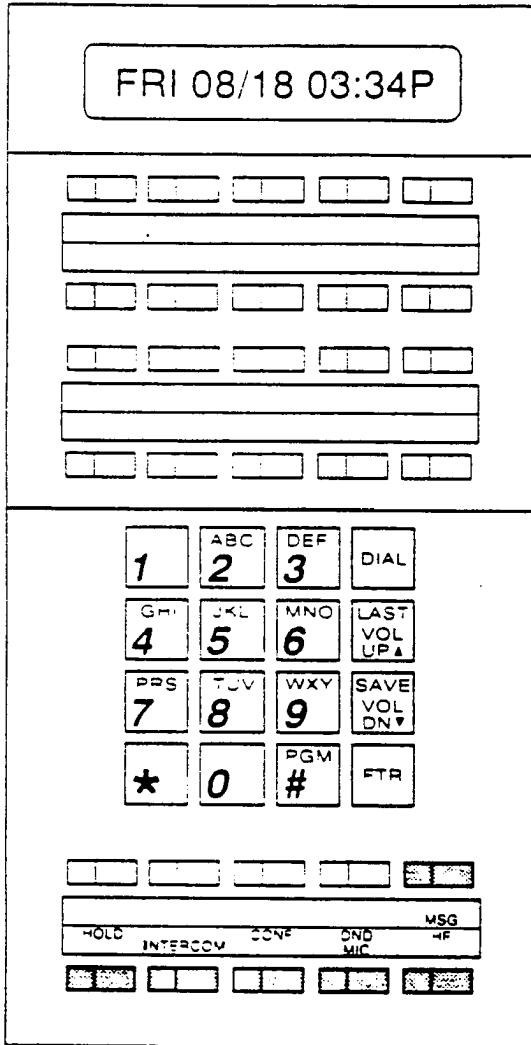 FRI 08/18 03:34P
ABC DEF
1 2 3 DIAL
GHI JKL MNO LAST
4 5 6 VOL
UP▲
PRS TUV WXY SAVE
7 8 9 VOL
DN▼
PGM
* 0 # FTR
MSG
HOLD INTERCOM CONF DND HF
MIC